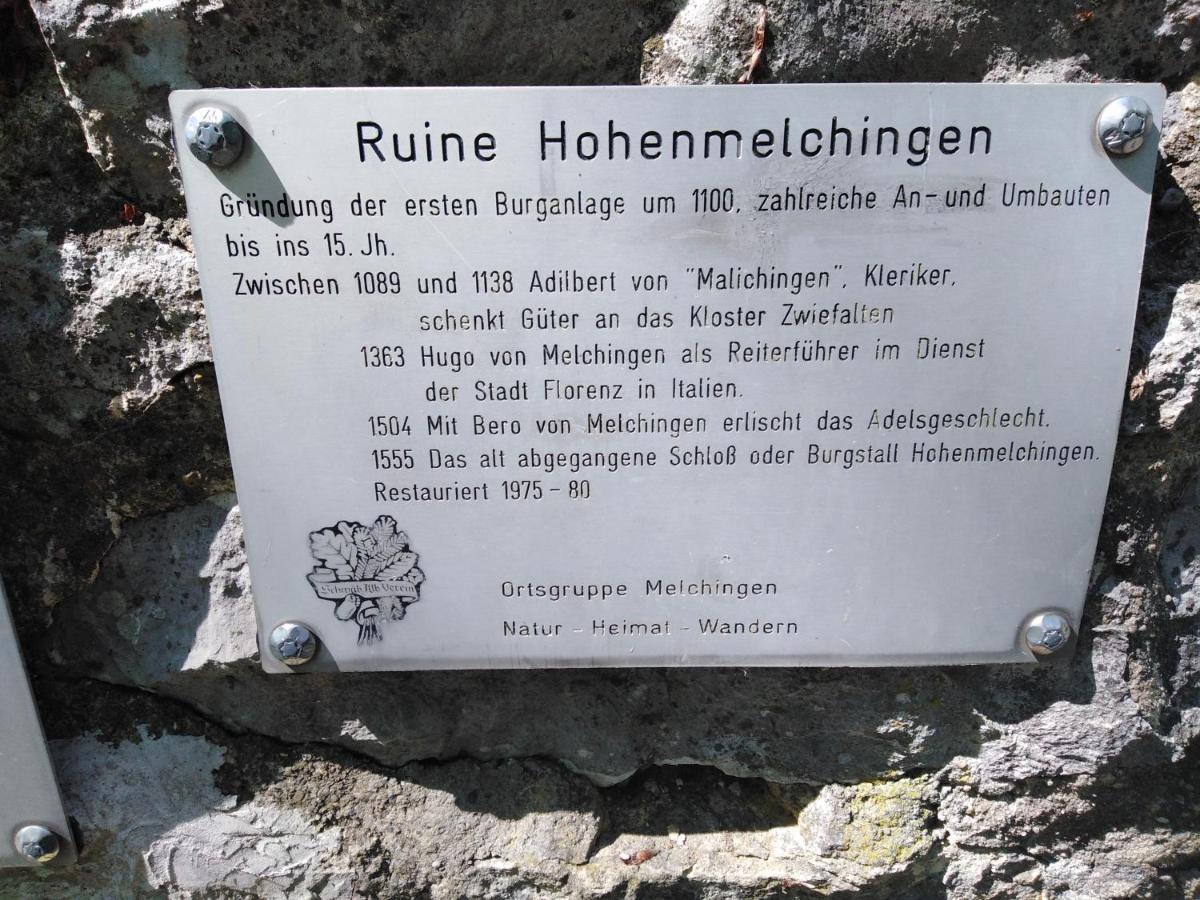 Ruine Hohenmelchingen
Gründung der ersten Burganlage um 1100, zahlreiche An- und Umbauten
bis ins 15. Jh.
Zwischen 1089 und 1138 Adilbert von "Malichingen", Kleriker,
schenkt Güter an das Kloster Zwiefalten
1363 Hugo von Melchingen als Reiterführer im Dienst
der Stadt Florenz in Italien.
1504 Mit Bero von Melchingen erlischt das Adelsgeschlecht.
1555 Das alt abgegangene Schloß oder Burgstall Hohenmelchingen.
Restauriert 1975 - 80
Schwäb Alb Verein
Ortsgruppe Melchingen
Natur - Heimat - Wandern